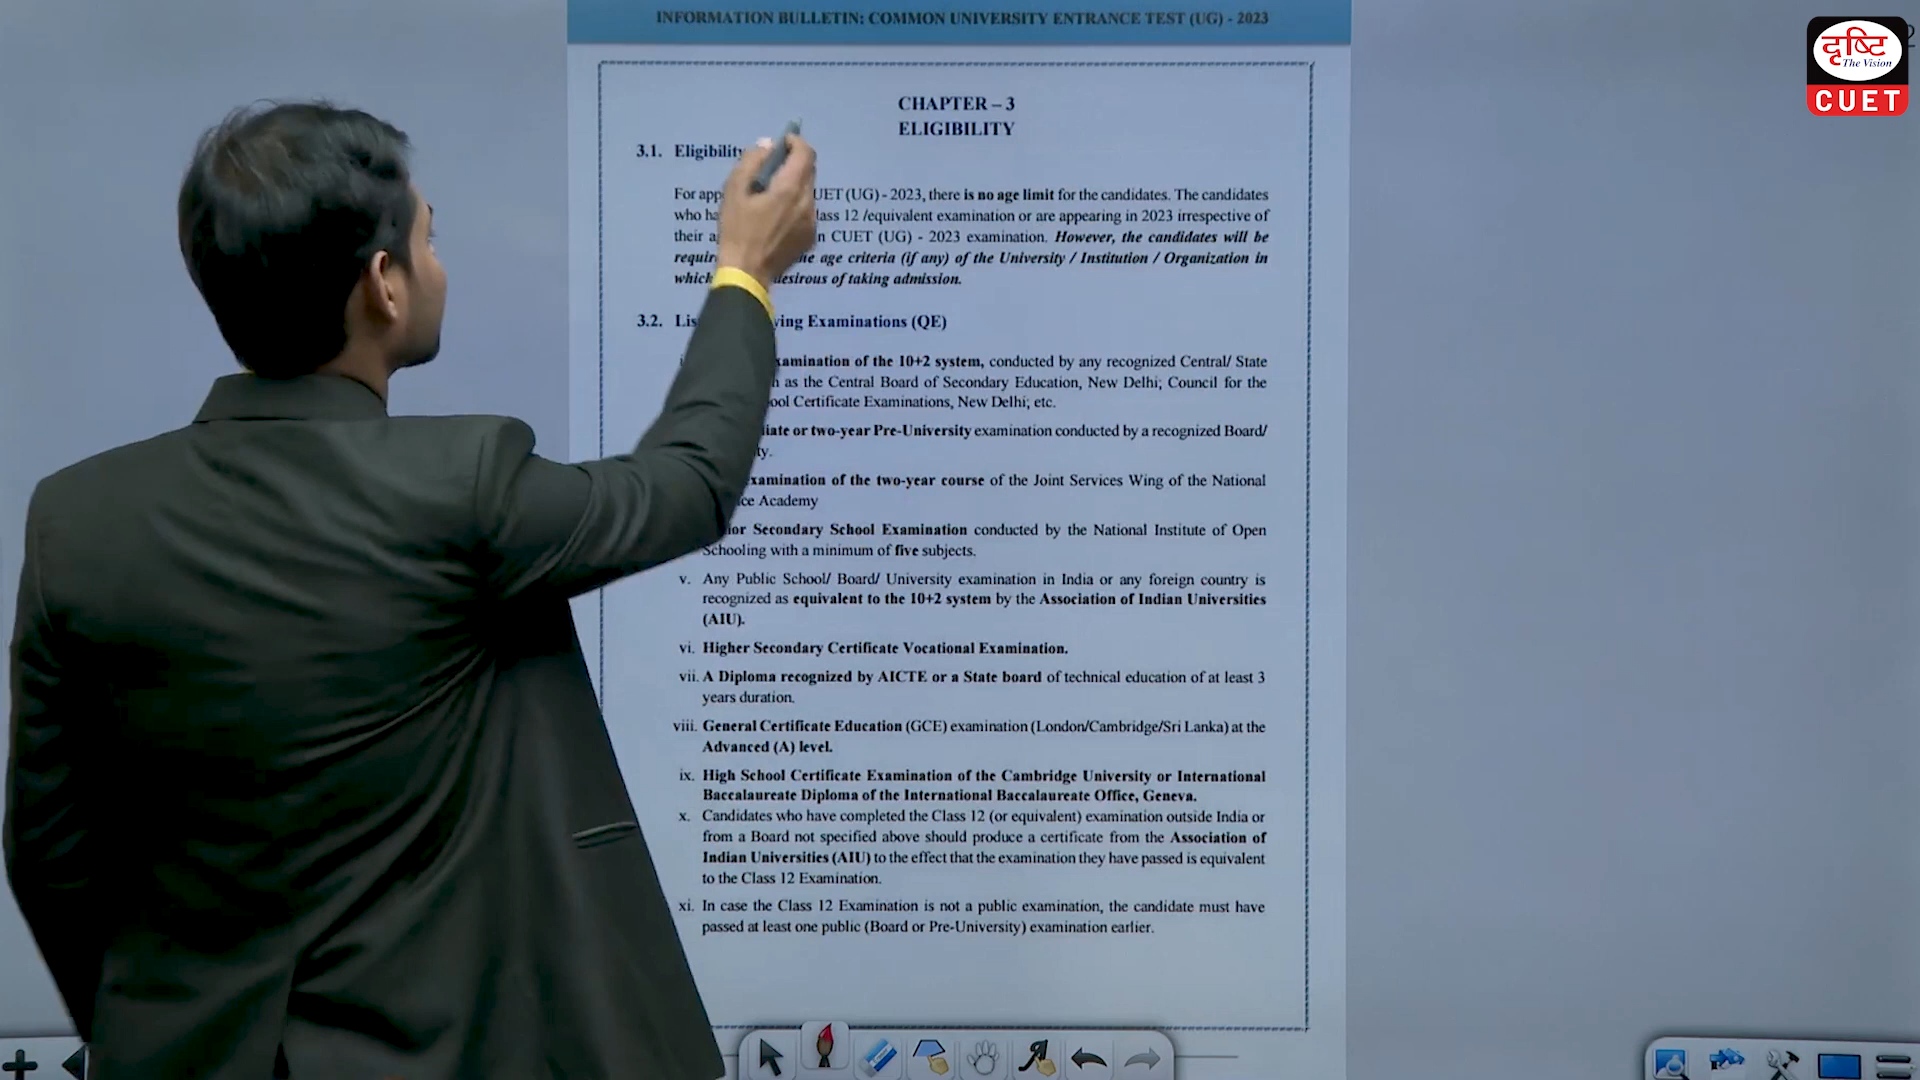 INFORMATION BULLETIN: COMMON UNIVERSITY ENTRANCE TEST (UG) - 2023
दृष्टि
The Vision
CUET
CHAPTER – 3
ELIGIBILITY
3.1. Eligibility
For UET (UG) - 2023, there is no age limit for the candidates. The candidates
who lass 12 /equivalent examination or are appearing in 2023 irrespective of
their n CUET (UG) - 2023 examination. However, the candidates will be
he age criteria (if any) of the University / Institution / Organization in
which desirous of taking admission.
3.2. ying Examinations (QE)
xamination of the 10+2 system, conducted by any recognized Central/ State
as the Central Board of Secondary Education, New Delhi; Council for the
ool Certificate Examinations, New Delhi; etc.
iate or two-year Pre-University examination conducted by a recognized Board/
ty.
xamination of the two-year course of the Joint Services Wing of the National
ce Academy
ior Secondary School Examination conducted by the National Institute of Open
Schooling with a minimum of five subjects.
v. Any Public School/ Board/ University examination in India or any foreign country is
recognized as equivalent to the 10+2 system by the Association of Indian Universities
(AIU).
vi. Higher Secondary Certificate Vocational Examination.
vii. A Diploma recognized by AICTE or a State board of technical education of at least 3
years duration.
viii. General Certificate Education (GCE) examination (London/Cambridge/Sri Lanka) at the
Advanced (A) level.
ix. High School Certificate Examination of the Cambridge University or International
Baccalaureate Diploma of the International Baccalaureate Office, Geneva.
x. Candidates who have completed the Class 12 (or equivalent) examination outside India or
from a Board not specified above should produce a certificate from the Association of
Indian Universities (AIU) to the effect that the examination they have passed is equivalent
to the Class 12 Examination.
xi. In case the Class 12 Examination is not a public examination, the candidate must have
passed at least one public (Board or Pre-University) examination earlier.